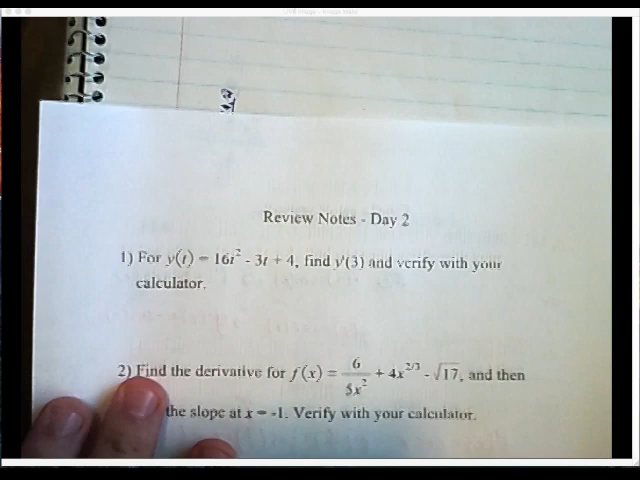 Review Notes - Day 2
1) For y(t) = 16t² - 3t + 4, find y'(3) and verify with your
calculator.
2) Find the derivative for f(x) = 6/5x² + 4x^2/3 - √17, and then
the slope at x = -1. Verify with your calculator.